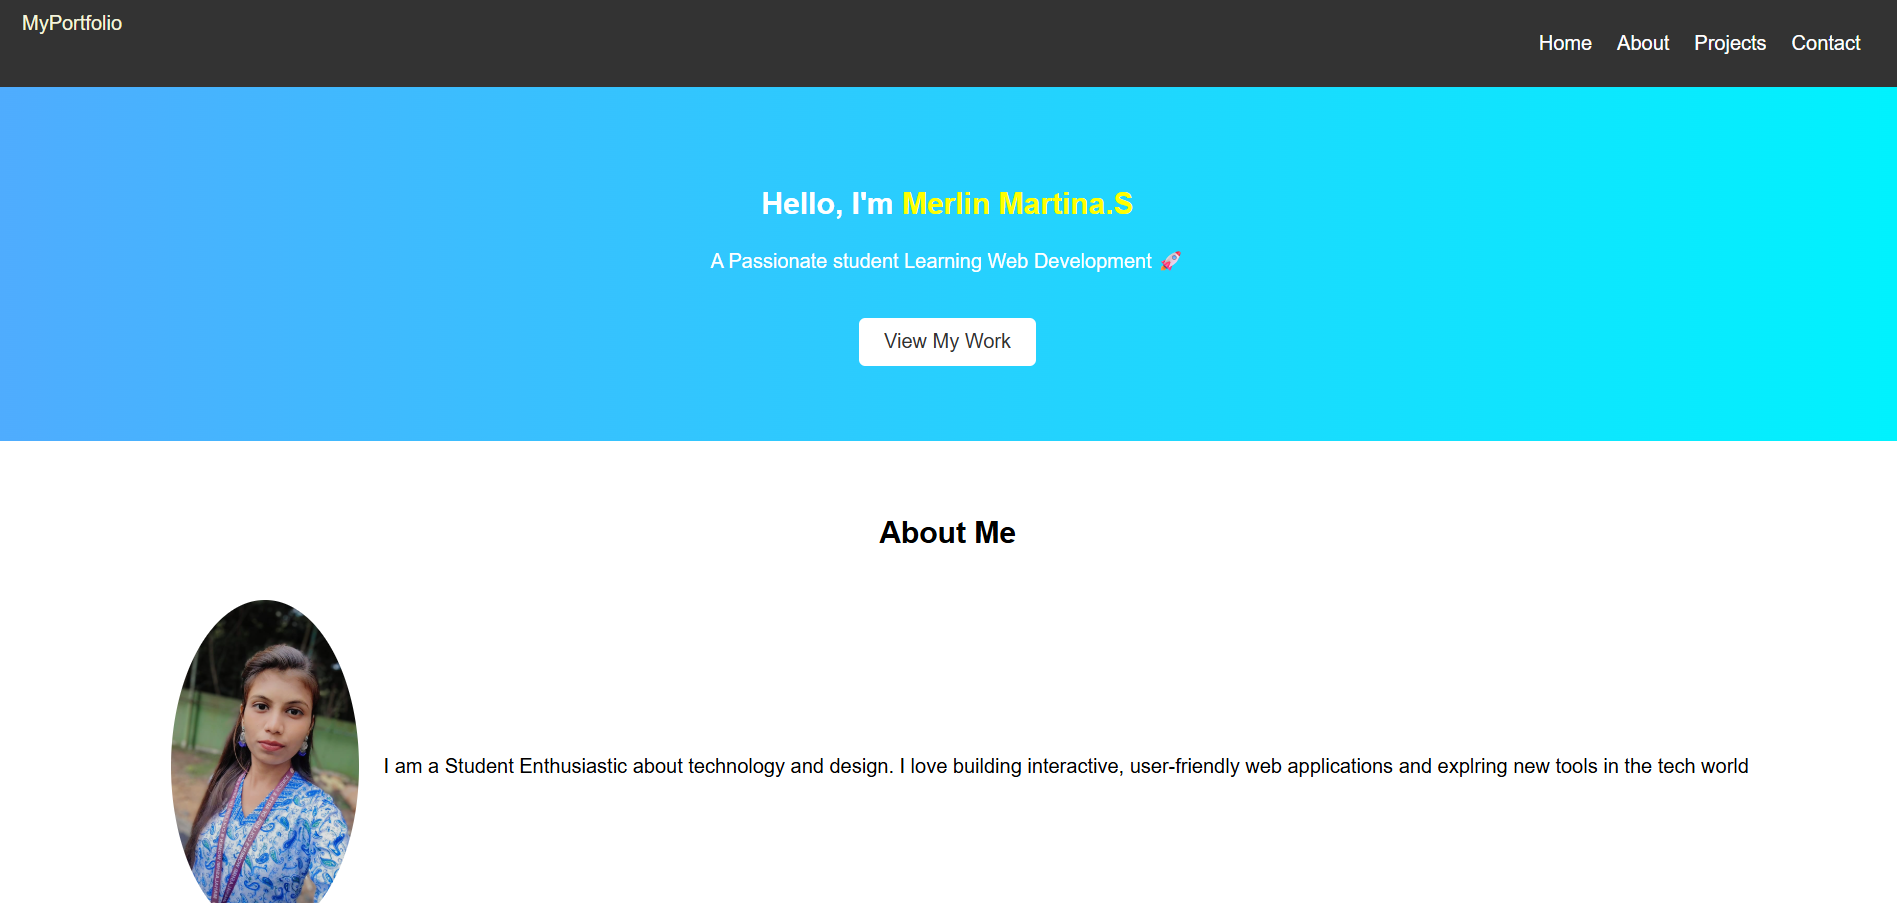 MyPortfolio
Home About Projects Contact
Hello, I'm Merlin Martina.S
A Passionate student Learning Web Development 🚀
View My Work
About Me
I am a Student Enthusiastic about technology and design. I love building interactive, user-friendly web applications and explring new tools in the tech world